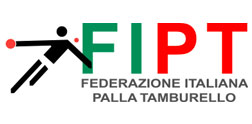 FIPT
FEDERAZIONE ITALIANA
PALLA TAMBURELLO